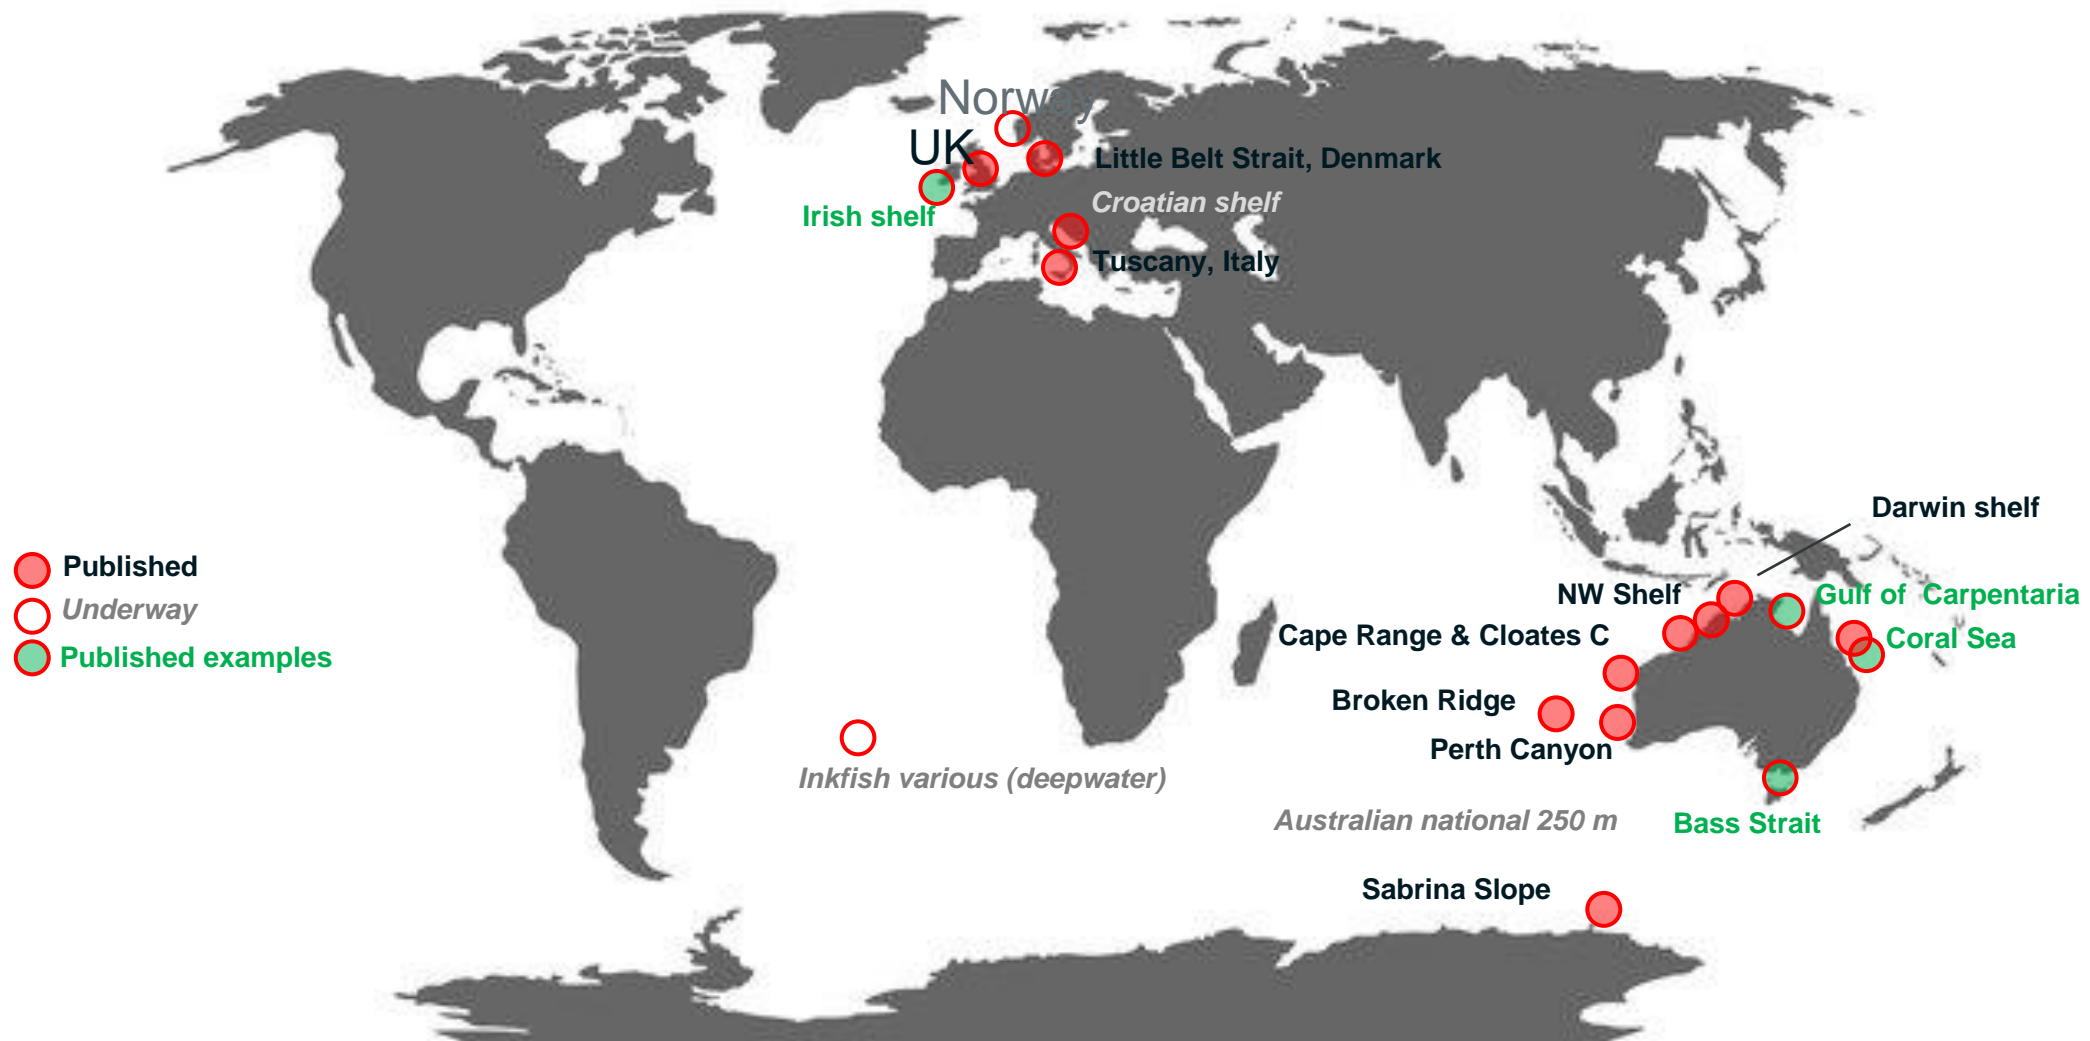 Norway
UK
Little Belt Strait, Denmark
Croatian shelf
Irish shelf
Tuscany, Italy
Darwin shelf
Published
Underway
Published examples
NW Shelf
Gulf of  Carpentaria
Cape Range & Cloates C
Coral Sea
Broken Ridge
Perth Canyon
Inkfish various (deepwater)
Australian national 250 m
Bass Strait
Sabrina Slope